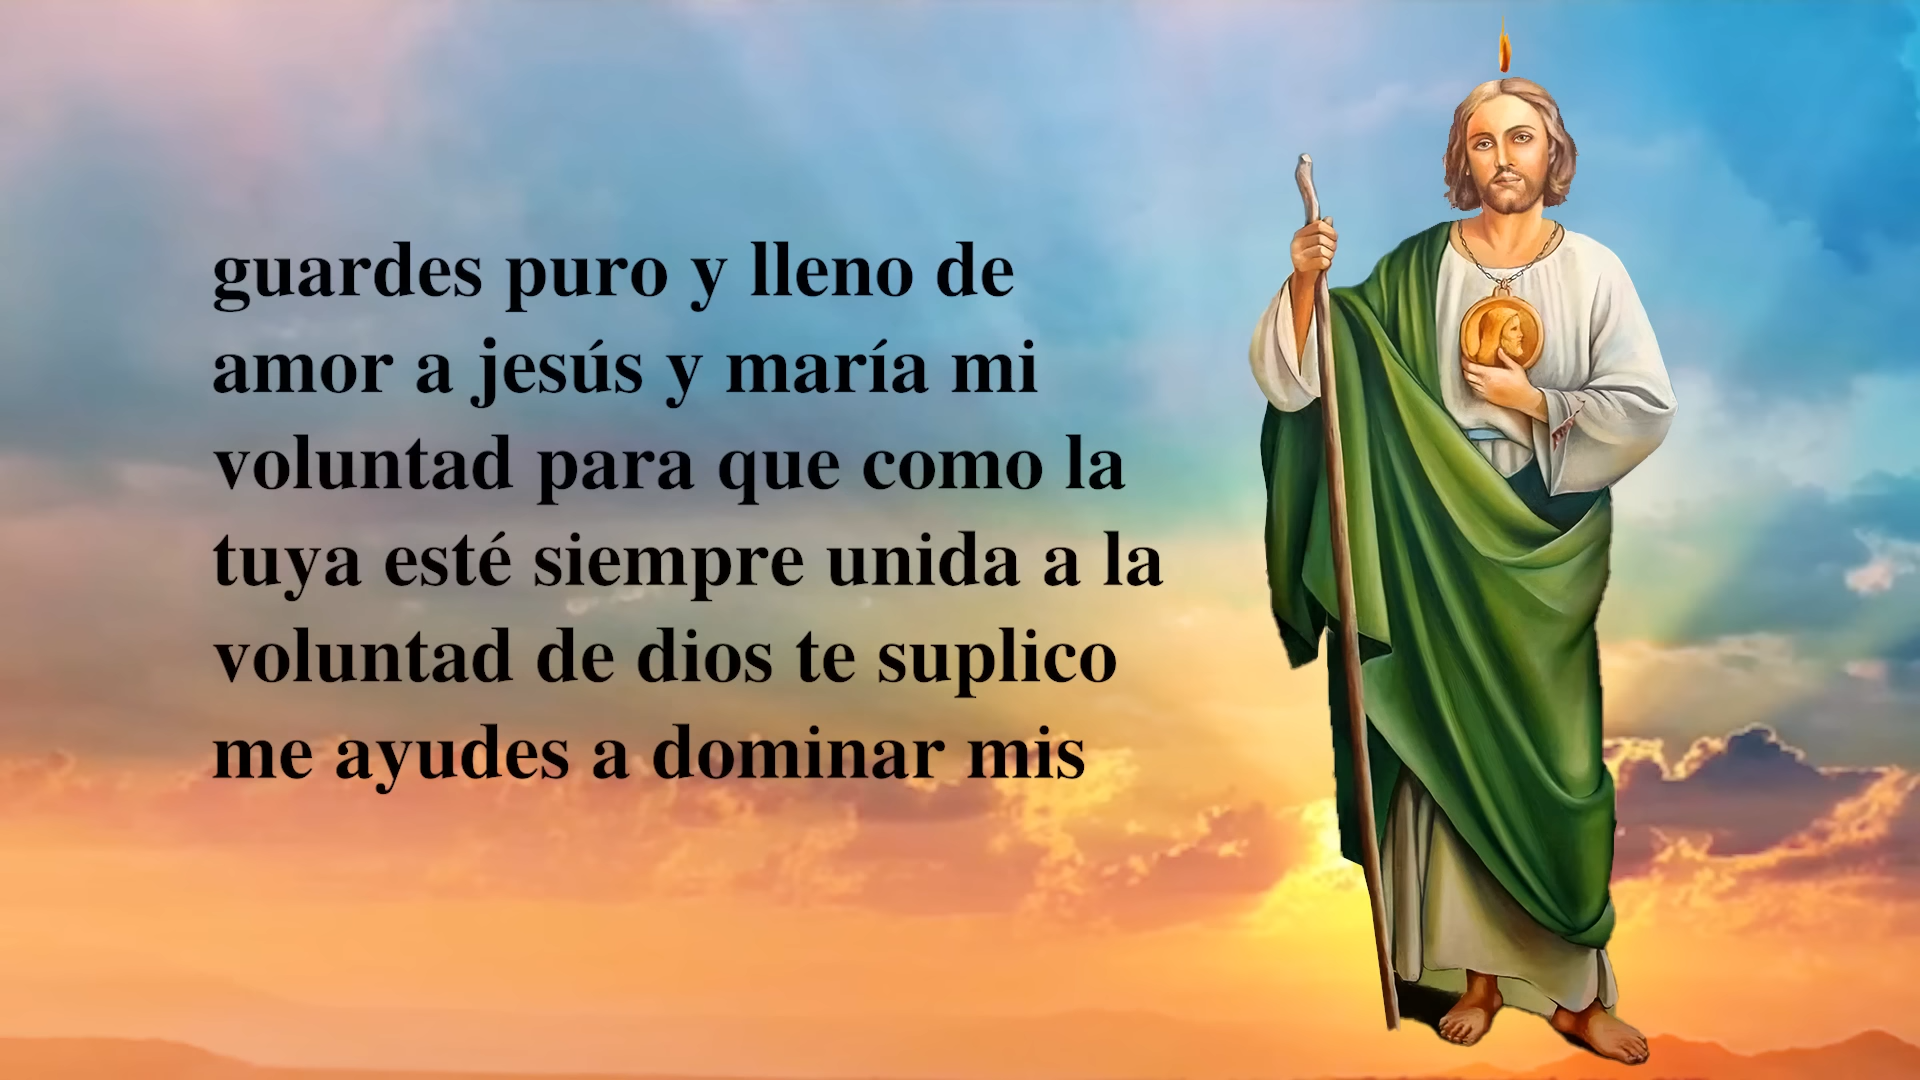 guardes puro y lleno de
amor a jesús y maría mi
voluntad para que como la
tuya esté siempre unida a la
voluntad de dios te suplico
me ayudes a dominar mis